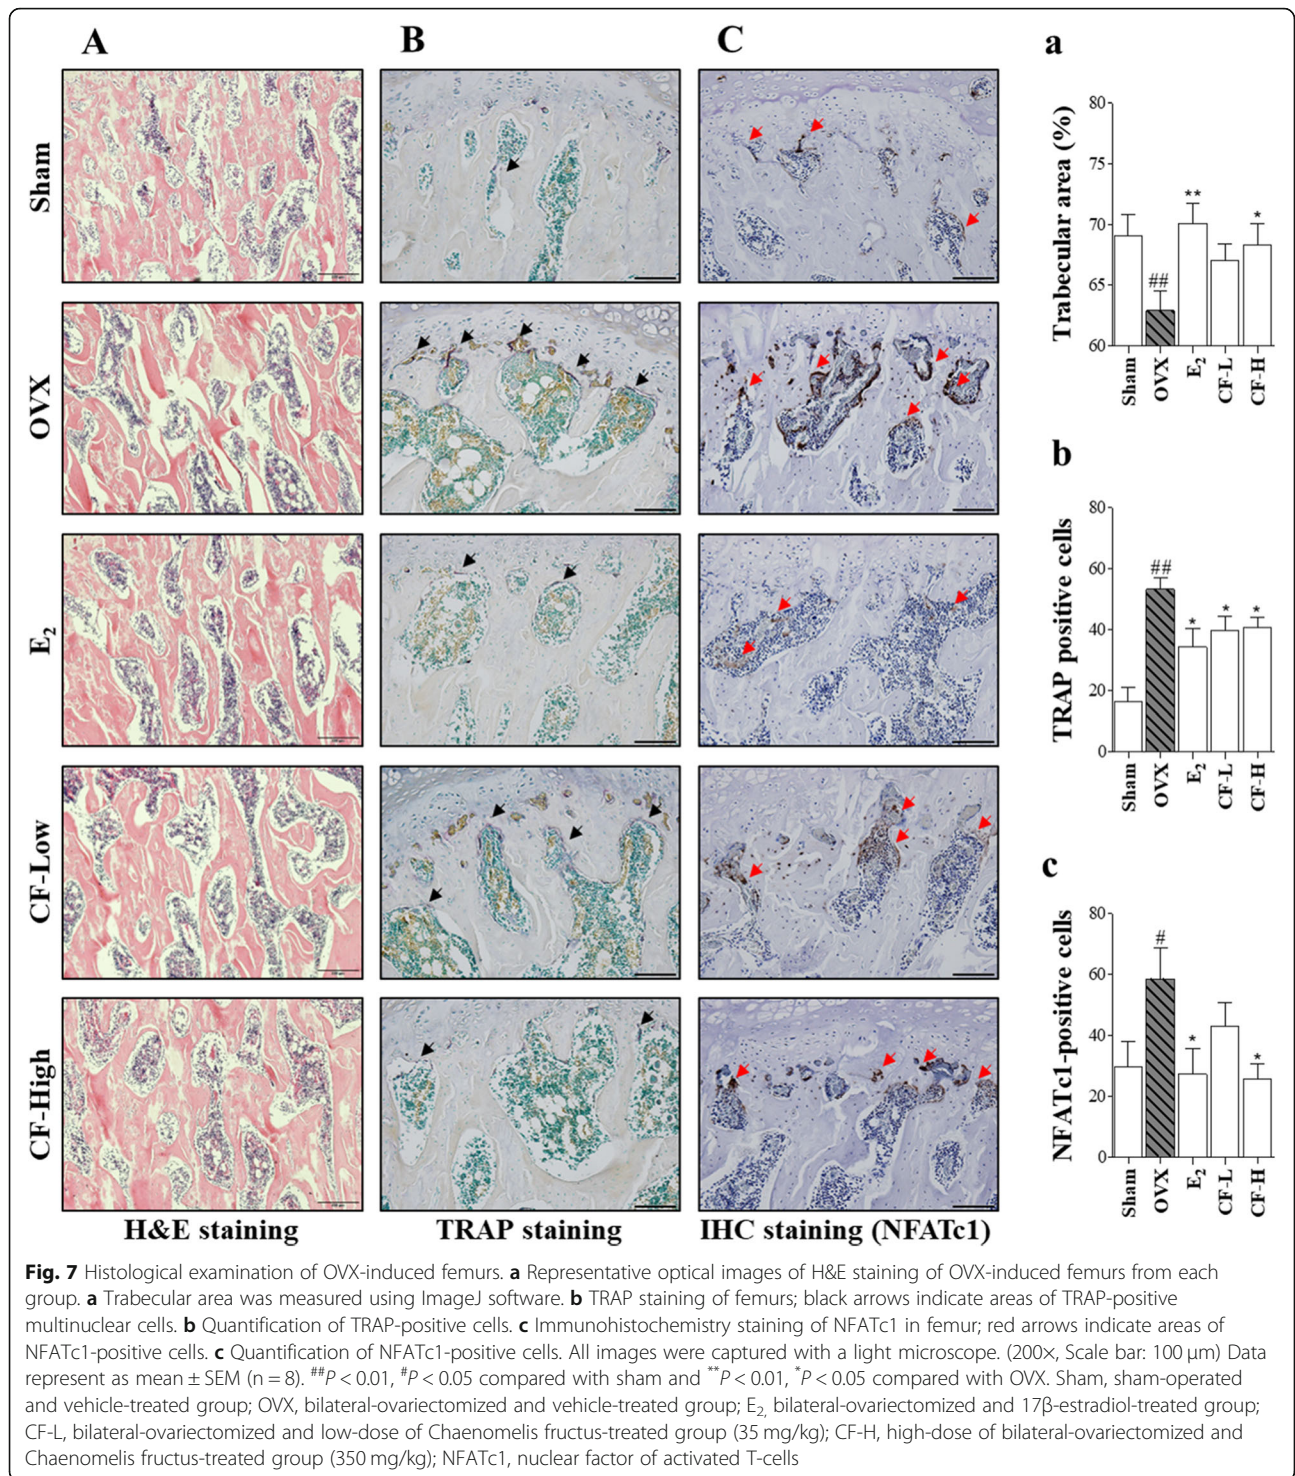 A
B
C
Sham
OVX
E2
CF-Low
CF-High
H&E staining
TRAP staining
IHC staining (NFATc1)
a
Trabecular area (%)
80
75
70
65
60
##
**
*
Sham
OVX
E2
CF-L
CF-H
b
TRAP positive cells
80
60
40
20
0
##
*
*
*
Sham
OVX
E2
CF-L
CF-H
c
NFATc1-positive cells
80
60
40
20
0
#
*
*
Sham
OVX
E2
CF-L
CF-H
Fig. 7 Histological examination of OVX-induced femurs. a Representative optical images of H&E staining of OVX-induced femurs from each
group. a Trabecular area was measured using ImageJ software. b TRAP staining of femurs; black arrows indicate areas of TRAP-positive
multinuclear cells. b Quantification of TRAP-positive cells. c Immunohistochemistry staining of NFATc1 in femur; red arrows indicate areas of
NFATc1-positive cells. c Quantification of NFATc1-positive cells. All images were captured with a light microscope. (200×, Scale bar: 100 μm) Data
represent as mean ± SEM (n = 8). ##P < 0.01, #P < 0.05 compared with sham and **P < 0.01, *P < 0.05 compared with OVX. Sham, sham-operated
and vehicle-treated group; OVX, bilateral-ovariectomized and vehicle-treated group; E2, bilateral-ovariectomized and 17β-estradiol-treated group;
CF-L, bilateral-ovariectomized and low-dose of Chaenomelis fructus-treated group (35 mg/kg); CF-H, high-dose of bilateral-ovariectomized and
Chaenomelis fructus-treated group (350 mg/kg); NFATc1, nuclear factor of activated T-cells